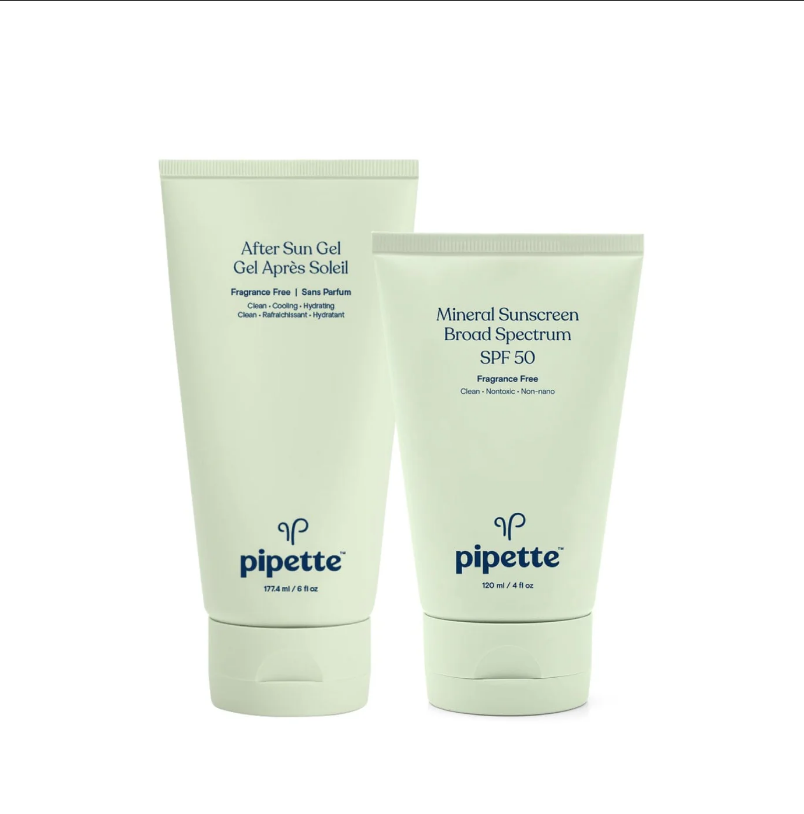 After Sun Gel
Gel Après Soleil
Fragrance Free | Sans Parfum
Clean • Cooling • Hydrating
Clean • Rafraîchissant • Hydratant
pipette™
177.4 ml / 6 fl oz
Mineral Sunscreen
Broad Spectrum
SPF 50
Fragrance Free
Clean • Nontoxic • Non-nano
pipette™
120 ml / 4 fl oz